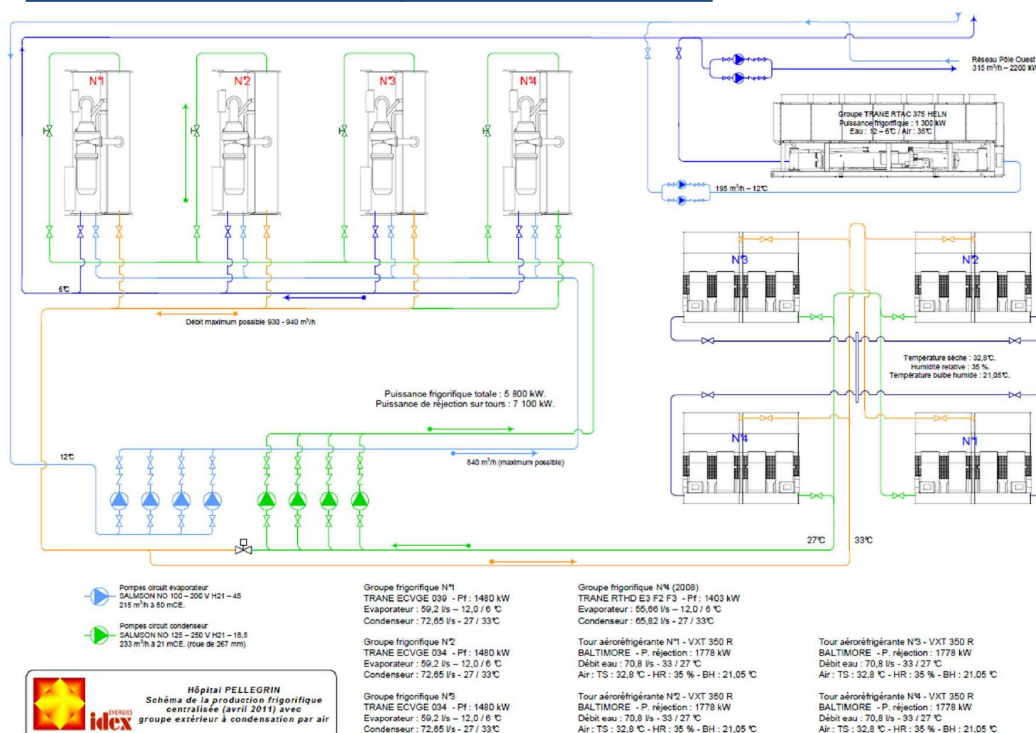 N°1
N°2
N°3
N°4
Réseau Pôle Ouest
315 m³/h – 2200 kW
Groupe TRANE RTAC 375 HELN
Puissance frigorifique : 1 300 kW
Eau : 12 – 6°C / Air : 35°C
195 m³/h – 12°C
6°C
Débit maximum possible 930 - 940 m³/h
N°3
N°2
Température sèche : 32,8°C.
Humidité relative : 35 %.
Température bulbe humide : 21,05°C.
Puissance frigorifique totale : 5 800 kW.
Puissance de réjection sur tours : 7 100 kW.
N°4
N°1
12°C
840 m³/h (maximum possible)
27°C
33°C
Pompes circuit évaporateur
SALMSON NO 100 – 200 V H21 – 45
215 m³/h à 50 mCE.
Pompes circuit condenseur
SALMSON NO 125 – 250 V H21 – 18,5
233 m³/h à 21 mCE. (roue de 267 mm)
Groupe frigorifique N°1
TRANE ECVGE 039 - Pf : 1480 kW
Evaporateur : 59,2 l/s – 12,0 / 6 °C
Condenseur : 72,65 l/s - 27 / 33°C
Groupe frigorifique N°2
TRANE ECVGE 034 - Pf : 1480 kW
Evaporateur : 59,2 l/s – 12,0 / 6 °C
Condenseur : 72,65 l/s - 27 / 33°C
Groupe frigorifique N°3
TRANE ECVGE 034 - Pf : 1480 kW
Evaporateur : 59,2 l/s – 12,0 / 6 °C
Condenseur : 72,65 l/s - 27 / 33°C
Groupe frigorifique N°4 (2008)
TRANE RTHD E3 F2 F3 - Pf : 1403 kW
Evaporateur : 55,66 l/s – 12,0 / 6 °C
Condenseur : 65,82 l/s - 27 / 33°C
Tour aéroréfrigérante N°1 - VXT 350 R
BALTIMORE - P. réjection : 1778 kW
Débit eau : 70,8 l/s - 33 / 27 °C
Air : TS : 32,8 °C - HR : 35 % - BH : 21,05 °C
Tour aéroréfrigérante N°2 - VXT 350 R
BALTIMORE - P. réjection : 1778 kW
Débit eau : 70,8 l/s - 33 / 27 °C
Air : TS : 32,8 °C - HR : 35 % - BH : 21,05 °C
Tour aéroréfrigérante N°3 - VXT 350 R
BALTIMORE - P. réjection : 1778 kW
Débit eau : 70,8 l/s - 33 / 27 °C
Air : TS : 32,8 °C - HR : 35 % - BH : 21,05 °C
Tour aéroréfrigérante N°4 - VXT 350 R
BALTIMORE - P. réjection : 1778 kW
Débit eau : 70,8 l/s - 33 / 27 °C
Air : TS : 32,8 °C - HR : 35 % - BH : 21,05 °C
ENERGIES
idex
Hôpital PELLEGRIN
Schéma de la production frigorifique
centralisée (avril 2011) avec
groupe extérieur à condensation par air